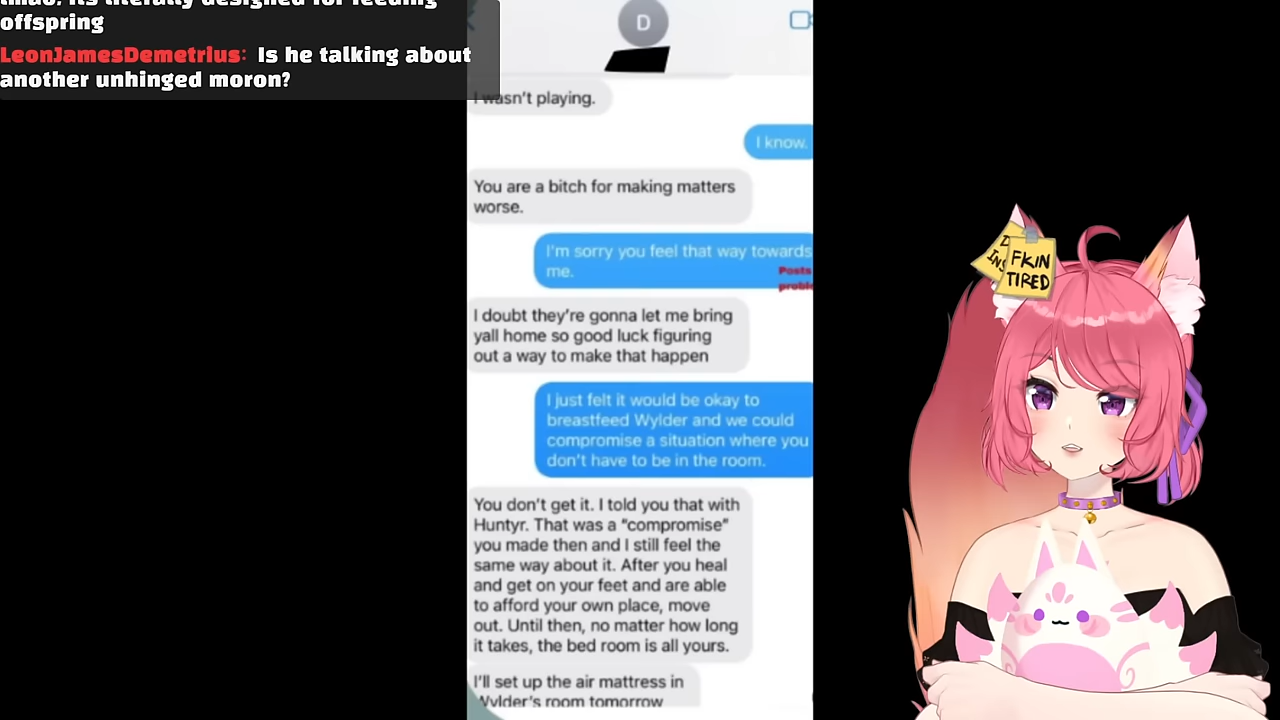 offspring
LeonJamesDemetrius: Is he talking about
another unhinged moron?
D
I wasn't playing.
I know.
You are a bitch for making matters
worse.
I'm sorry you feel that way towards
me.
Posts
I doubt they're gonna let me bring
yall home so good luck figuring
out a way to make that happen
I just felt it would be okay to
breastfeed Wylder and we could
compromise a situation where you
don't have to be in the room.
You don't get it. I told you that with
Huntyr. That was a "compromise"
you made then and I still feel the
same way about it. After you heal
and get on your feet and are able
to afford your own place, move
out. Until then, no matter how long
it takes, the bed room is all yours.
I'll set up the air mattress in
Wylder's room tomorrow
FKIN
TIRED